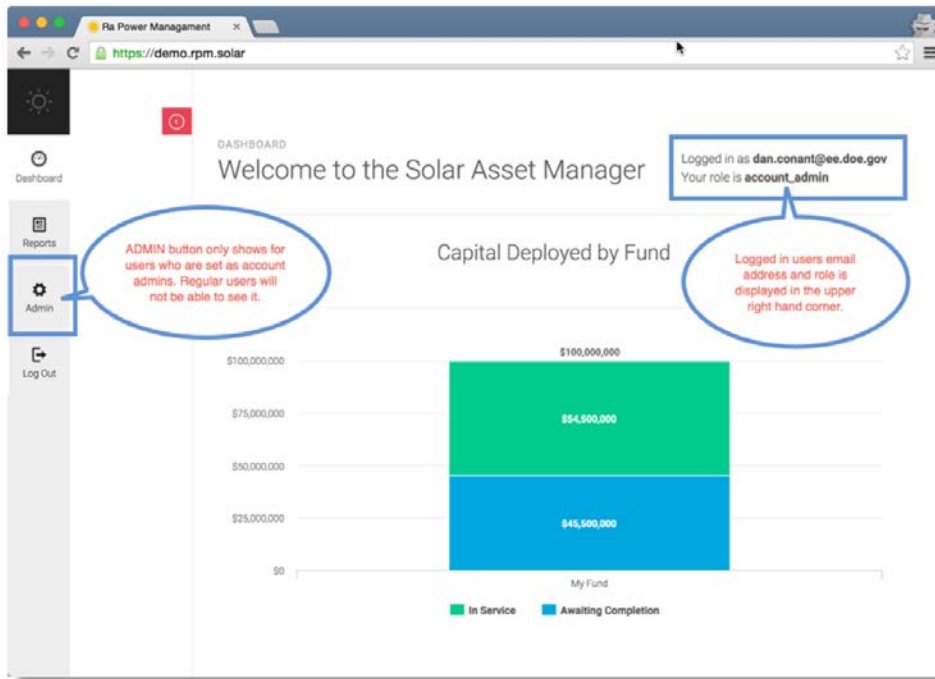 Ra Power Managament
https://demo.rpm.solar
Dashboard
Reports
Admin
Log Out
DASHBOARD
Welcome to the Solar Asset Manager
Logged in as dan.conant@ee.doe.gov
Your role is account_admin
ADMIN button only shows for
users who are set as account
admins. Regular users will
not be able to see it.
Capital Deployed by Fund
Logged in users email
address and role is
displayed in the upper
right hand corner.
$100,000,000
$100,000,000
$75,000,000
$54,500,000
$50,000,000
$25,000,000
$45,500,000
$0
My Fund
In Service
Awaiting Completion